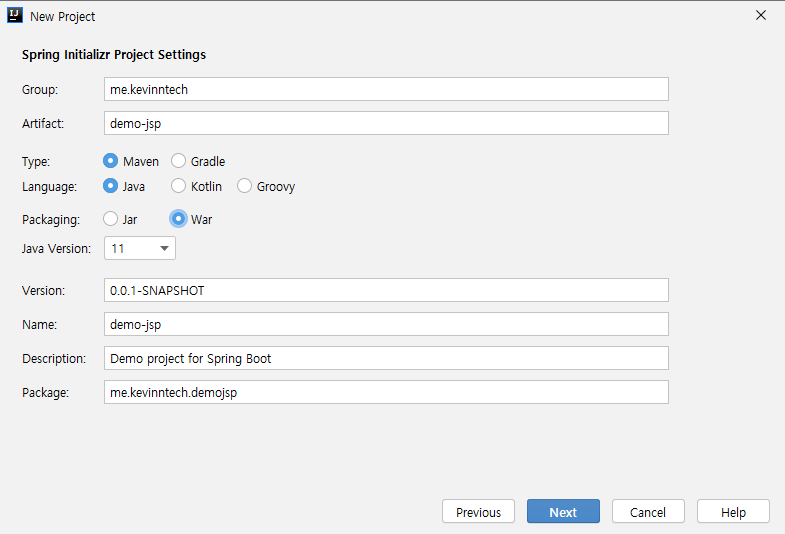 IJ New Project
Spring Initializr Project Settings
Group: me.kevinntech
Artifact: demo-jsp
Type: Maven Gradle
Language: Java Kotlin Groovy
Packaging: Jar War
Java Version: 11
Version: 0.0.1-SNAPSHOT
Name: demo-jsp
Description: Demo project for Spring Boot
Package: me.kevinntech.demojsp
Previous Next Cancel Help